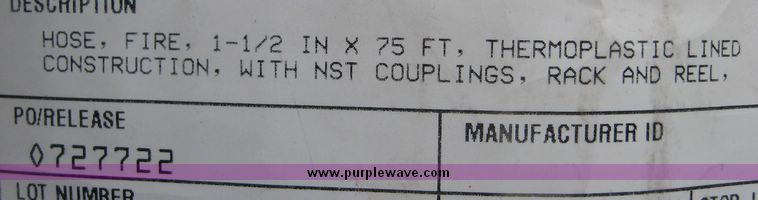 DESCRIPTION
HOSE, FIRE, 1-1/2 IN X 75 FT, THERMOPLASTIC LINED
CONSTRUCTION, WITH NST COUPLINGS, RACK AND REEL,
PO/RELEASE
MANUFACTURER ID
0727722
www.purplewave.com
LOT NUMBER